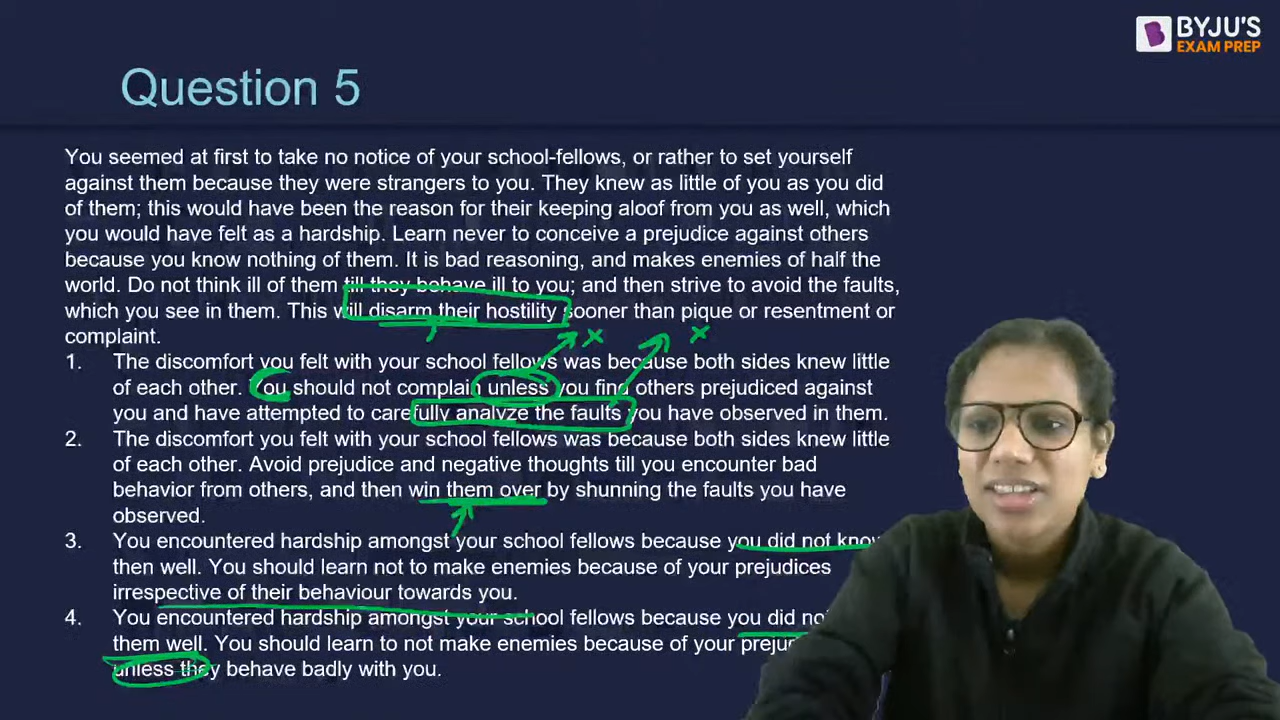 BYJU'S
EXAM PREP
Question 5
You seemed at first to take no notice of your school-fellows, or rather to set yourself
against them because they were strangers to you. They knew as little of you as you did
of them; this would have been the reason for their keeping aloof from you as well, which
you would have felt as a hardship. Learn never to conceive a prejudice against others
because you know nothing of them. It is bad reasoning, and makes enemies of half the
world. Do not think ill of them till they behave ill to you; and then strive to avoid the faults,
which you see in them. This will disarm their hostility sooner than pique or resentment or
complaint.
1. The discomfort you felt with your school fellows was because both sides knew little
of each other. You should not complain unless you find others prejudiced against
you and have attempted to carefully analyze the faults you have observed in them.
2. The discomfort you felt with your school fellows was because both sides knew little
of each other. Avoid prejudice and negative thoughts till you encounter bad
behavior from others, and then win them over by shunning the faults you have
observed.
3. You encountered hardship amongst your school fellows because you did not know
then well. You should learn not to make enemies because of your prejudices
irrespective of their behaviour towards you.
4. You encountered hardship amongst your school fellows because you did
them well. You should learn to not make enemies because of your
unless they behave badly with you.